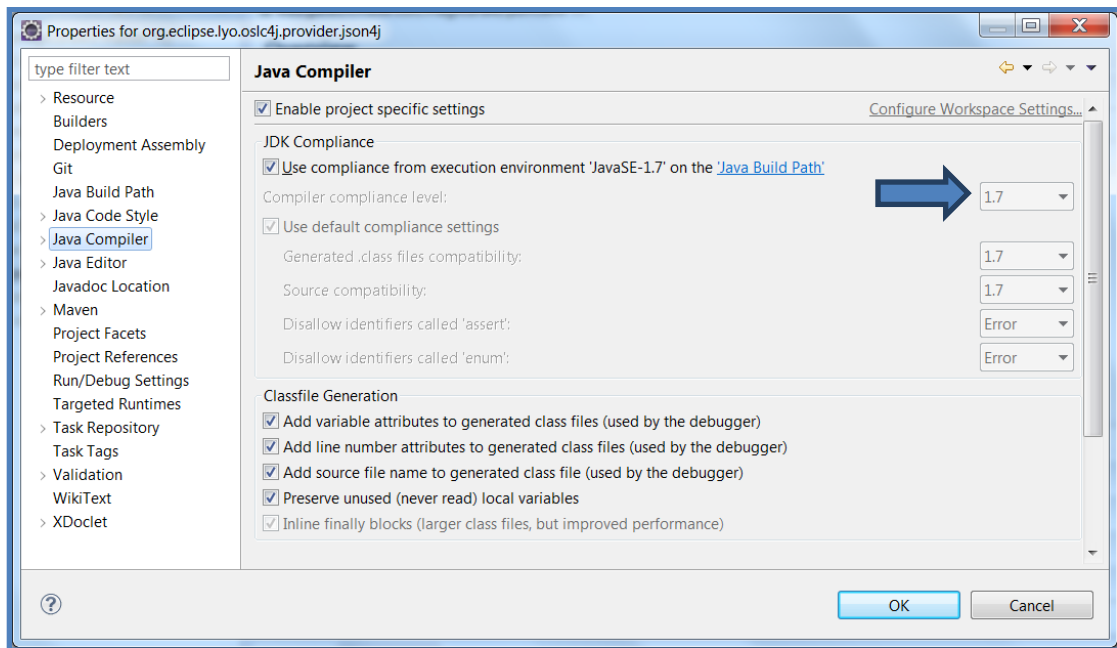 Properties for org.eclipse.lyo.oslc4j.provider.json4j
type filter text
Resource
Builders
Deployment Assembly
Git
Java Build Path
Java Code Style
Java Compiler
Java Editor
Javadoc Location
Maven
Project Facets
Project References
Run/Debug Settings
Targeted Runtimes
Task Repository
Task Tags
Validation
WikiText
XDoclet
Java Compiler
Enable project specific settings Configure Workspace Settings...
JDK Compliance
Use compliance from execution environment 'JavaSE-1.7' on the 'Java Build Path'
Compiler compliance level: 1.7
Use default compliance settings
Generated .class files compatibility: 1.7
Source compatibility: 1.7
Disallow identifiers called 'assert': Error
Disallow identifiers called 'enum': Error
Classfile Generation
Add variable attributes to generated class files (used by the debugger)
Add line number attributes to generated class files (used by the debugger)
Add source file name to generated class file (used by the debugger)
Preserve unused (never read) local variables
Inline finally blocks (larger class files, but improved performance)
OK Cancel